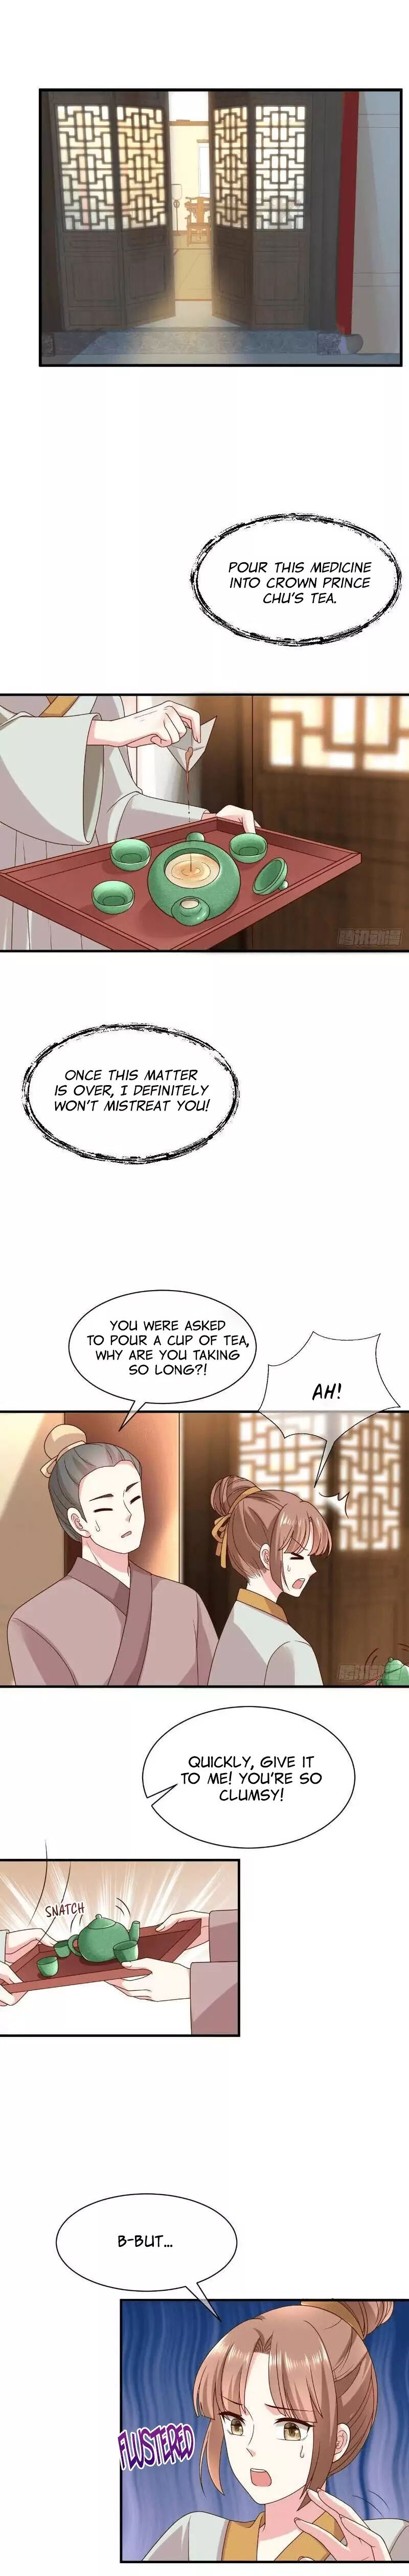 POUR THIS MEDICINE
INTO CROWN PRINCE
CHU'S TEA.
ONCE THIS MATTER
IS OVER, I DEFINITELY
WON'T MISTREAT YOU!
YOU WERE ASKED
TO POUR A CUP OF TEA,
WHY ARE YOU TAKING
SO LONG?!
AH!
QUICKLY, GIVE IT
TO ME! YOU'RE SO
CLUMSY!
SNATCH
B-BUT...
FLUSTERED